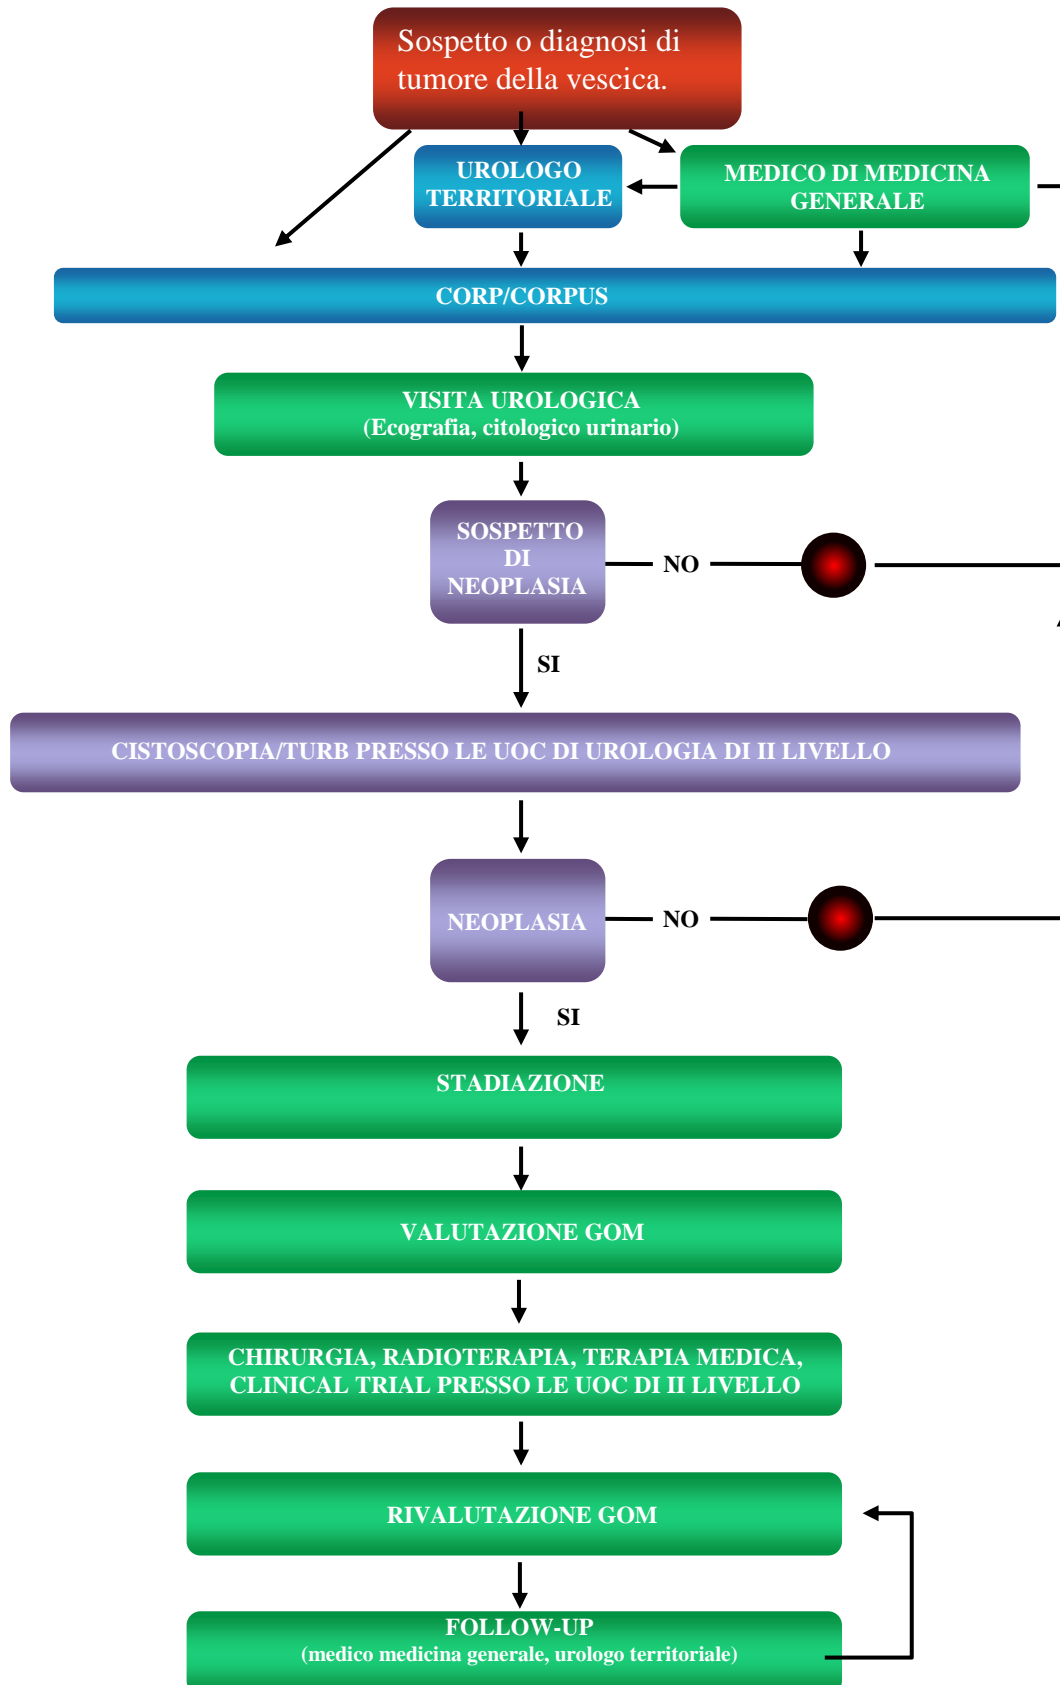 Sospetto o diagnosi di
tumore della vescica.
UROLOGO
TERRITORIALE
MEDICO DI MEDICINA
GENERALE
CORP/CORPUS
VISITA UROLOGICA
(Ecografia, citologico urinario)
SOSPETTO
DI
NEOPLASIA
NO
SI
CISTOSCOPIA/TURB PRESSO LE UOC DI UROLOGIA DI II LIVELLO
NEOPLASIA
NO
SI
STADIAZIONE
VALUTAZIONE GOM
CHIRURGIA, RADIOTERAPIA, TERAPIA MEDICA,
CLINICAL TRIAL PRESSO LE UOC DI II LIVELLO
RIVALUTAZIONE GOM
FOLLOW-UP
(medico medicina generale, urologo territoriale)